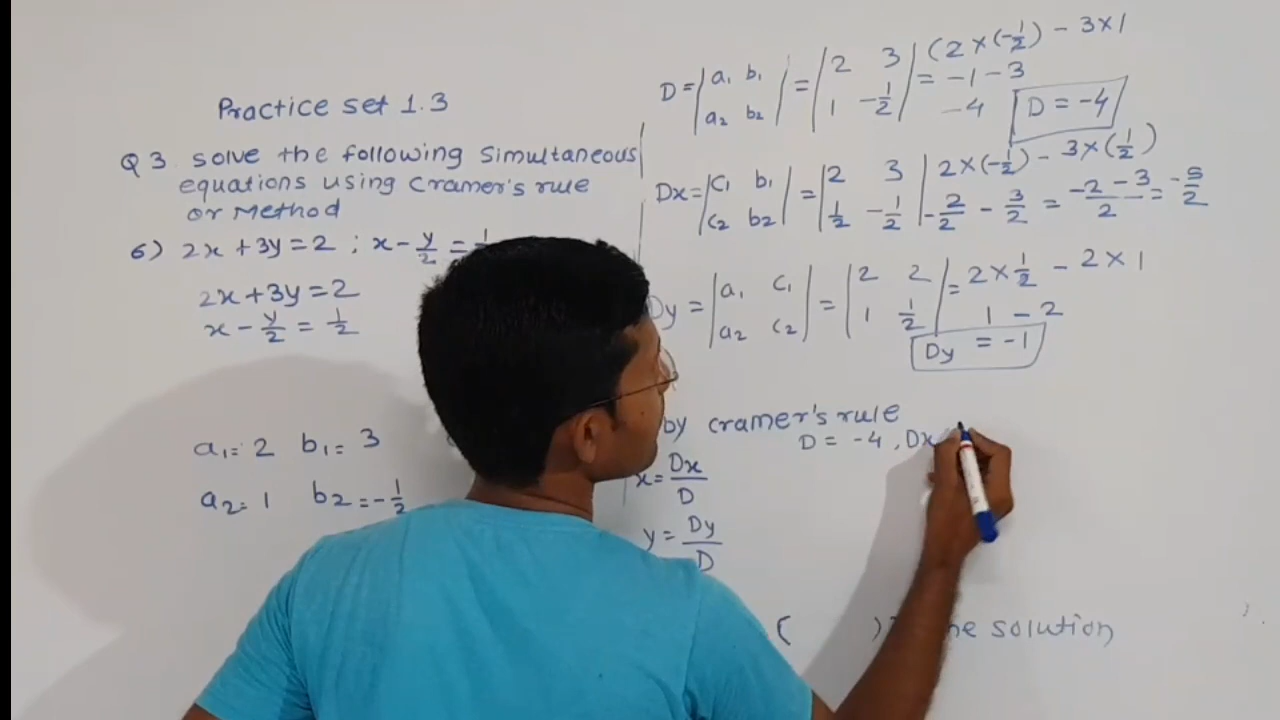 Practice set 1.3
Q 3. Solve the following Simultaneous
equations using Cramer's rule
or Method
6) 2x + 3y = 2 ; x - y/2 =
2x + 3y = 2
x - y/2 = 1/2
a1 = 2 b1 = 3
a2 = 1 b2 = -1/2
D = |a1 b1| = |2 3| (2 × (-1/2) - 3×1
|a2 b2| |1 -1/2| = -1 - 3
-4 D = -4
Dx = |c1 b1| = |2 3| 2×(-1/2) - 3×(1/2)
|c2 b2| |1/2 -1/2| -2/2 - 3/2 = -2-3/2 = -5/2
Dy = |a1 c1| = |2 2| = 2×1/2 - 2×1
|a2 c2| |1 1/2| 1 - 2
Dy = -1
by cramer's rule
D = -4, Dx
x = Dx/D
y = Dy/D
( ) he solution